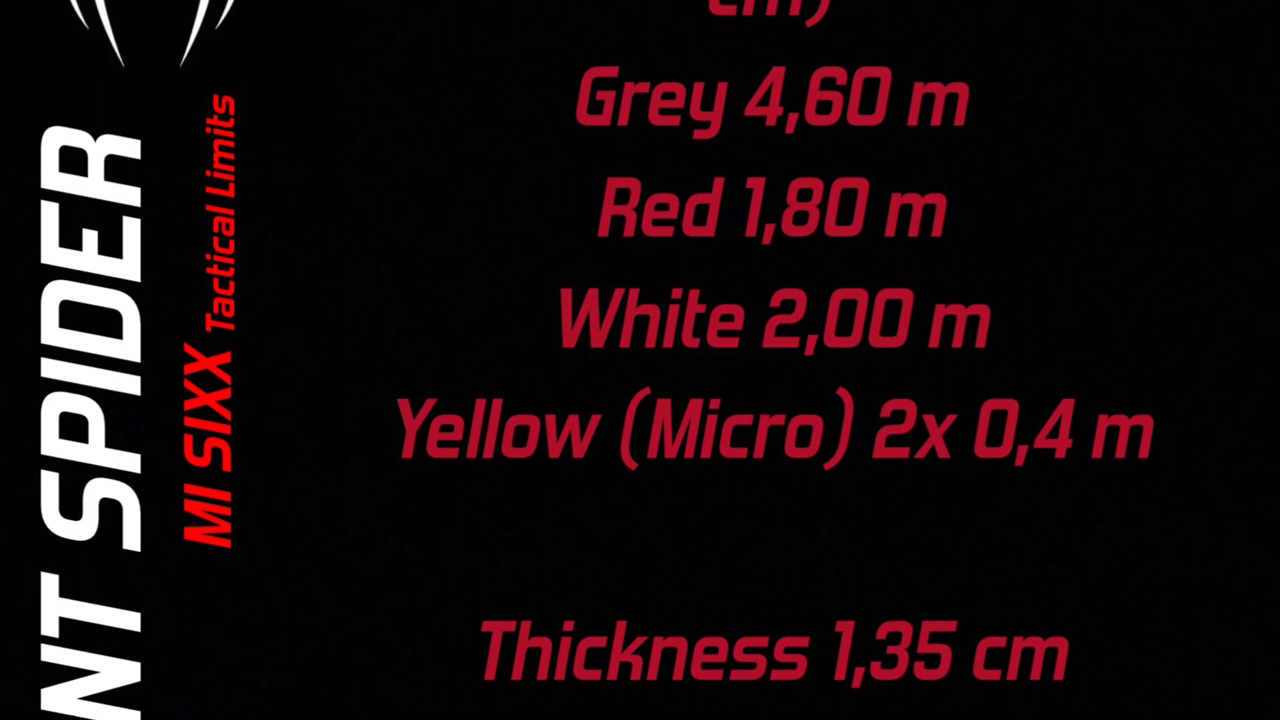 cm)
Grey 4,60 m
Red 1,80 m
White 2,00 m
Yellow (Micro) 2x 0,4 m
Thickness 1,35 cm
NT SPIDER
MI SIXX Tactical Limits